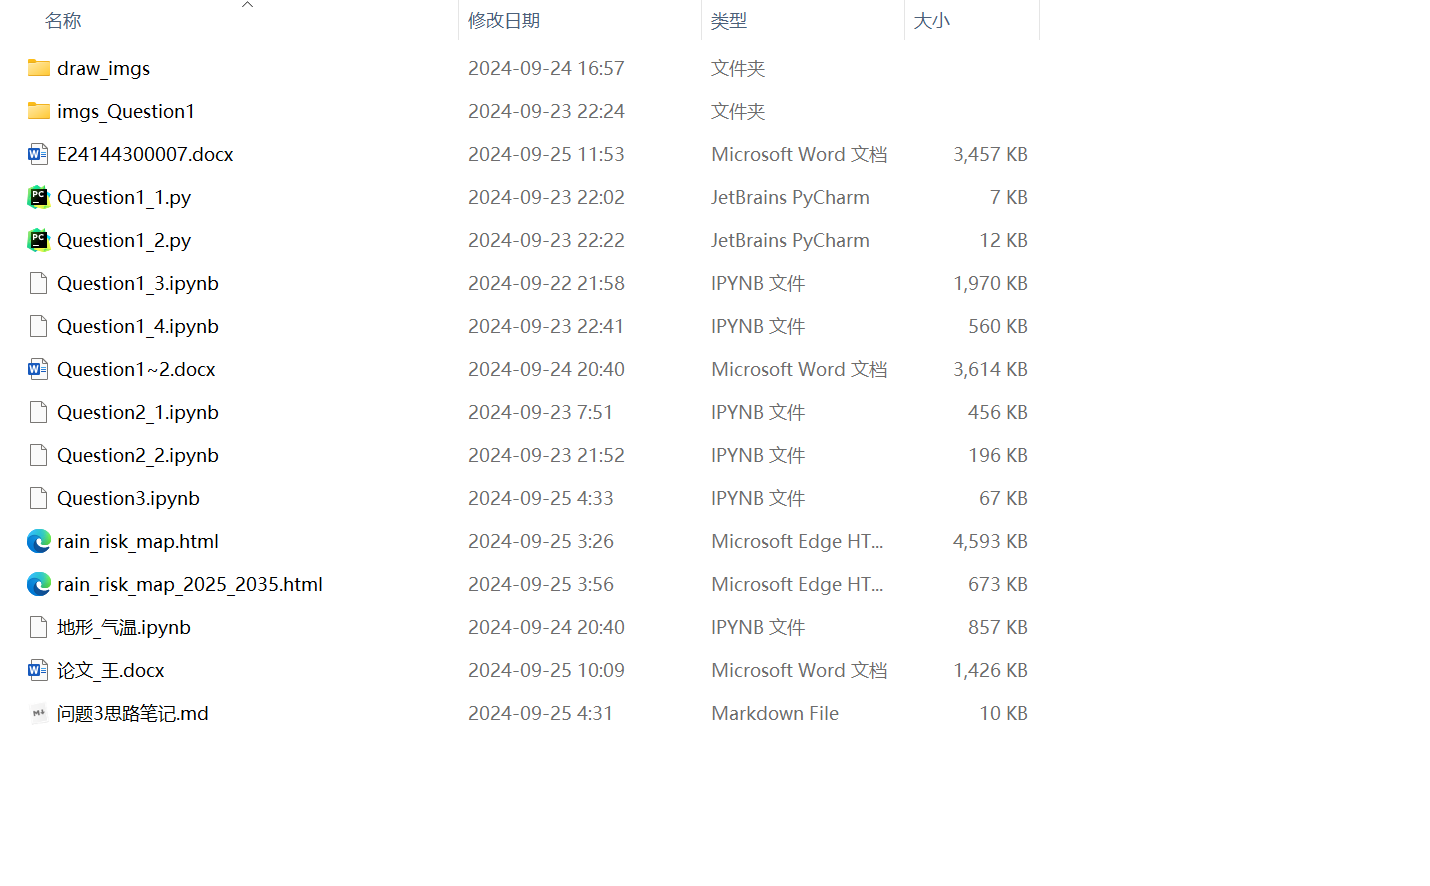 名称 修改日期 类型 大小
draw_imgs 2024-09-24 16:57 文件夹
imgs_Question1 2024-09-23 22:24 文件夹
E24144300007.docx 2024-09-25 11:53 Microsoft Word 文档 3,457 KB
Question1_1.py 2024-09-23 22:02 JetBrains PyCharm 7 KB
Question1_2.py 2024-09-23 22:22 JetBrains PyCharm 12 KB
Question1_3.ipynb 2024-09-22 21:58 IPYNB 文件 1,970 KB
Question1_4.ipynb 2024-09-23 22:41 IPYNB 文件 560 KB
Question1~2.docx 2024-09-24 20:40 Microsoft Word 文档 3,614 KB
Question2_1.ipynb 2024-09-23 7:51 IPYNB 文件 456 KB
Question2_2.ipynb 2024-09-23 21:52 IPYNB 文件 196 KB
Question3.ipynb 2024-09-25 4:33 IPYNB 文件 67 KB
rain_risk_map.html 2024-09-25 3:26 Microsoft Edge HT... 4,593 KB
rain_risk_map_2025_2035.html 2024-09-25 3:56 Microsoft Edge HT... 673 KB
地形_气温.ipynb 2024-09-24 20:40 IPYNB 文件 857 KB
论文_王.docx 2024-09-25 10:09 Microsoft Word 文档 1,426 KB
问题3思路笔记.md 2024-09-25 4:31 Markdown File 10 KB